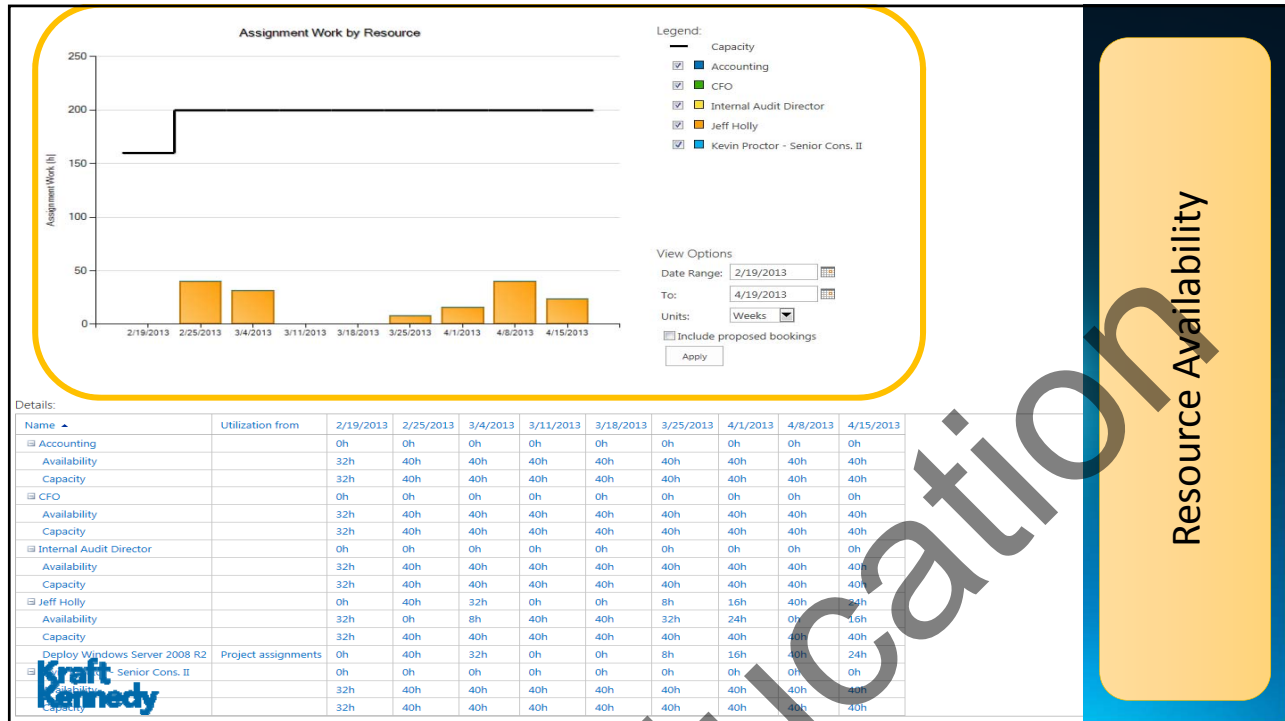 Assignment Work by Resource
Assignment Work (h)
250
200
150
100
50
0
2/19/2013 2/25/2013 3/4/2013 3/11/2013 3/18/2013 3/25/2013 4/1/2013 4/8/2013 4/15/2013
Legend:
Capacity
Accounting
CFO
Internal Audit Director
Jeff Holly
Kevin Proctor - Senior Cons. II
View Options
Date Range: 2/19/2013
To: 4/19/2013
Units: Weeks
Include proposed bookings
Apply
Resource Availability
Details:
Name Utilization from 2/19/2013 2/25/2013 3/4/2013 3/11/2013 3/18/2013 3/25/2013 4/1/2013 4/8/2013 4/15/2013
Accounting 0h 0h 0h 0h 0h 0h 0h 0h 0h
Availability 32h 40h 40h 40h 40h 40h 40h 40h 40h
Capacity 32h 40h 40h 40h 40h 40h 40h 40h 40h
CFO 0h 0h 0h 0h 0h 0h 0h 0h 0h
Availability 32h 40h 40h 40h 40h 40h 40h 40h 40h
Capacity 32h 40h 40h 40h 40h 40h 40h 40h 40h
Internal Audit Director 0h 0h 0h 0h 0h 0h 0h 0h 0h
Availability 32h 40h 40h 40h 40h 40h 40h 40h 40h
Capacity 32h 40h 40h 40h 40h 40h 40h 40h 40h
Jeff Holly 0h 40h 32h 0h 0h 8h 16h 40h 24h
Availability 32h 0h 8h 40h 40h 32h 24h 0h 16h
Capacity 32h 40h 40h 40h 40h 40h 40h 40h 40h
Deploy Windows Server 2008 R2 Project assignments 0h 40h 32h 0h 0h 8h 16h 40h 24h
- Senior Cons. II 0h 0h 0h 0h 0h 0h 0h 0h 0h
Availability 32h 40h 40h 40h 40h 40h 40h 40h 40h
Capacity 32h 40h 40h 40h 40h 40h 40h 40h 40h
Kraft
Kennedy